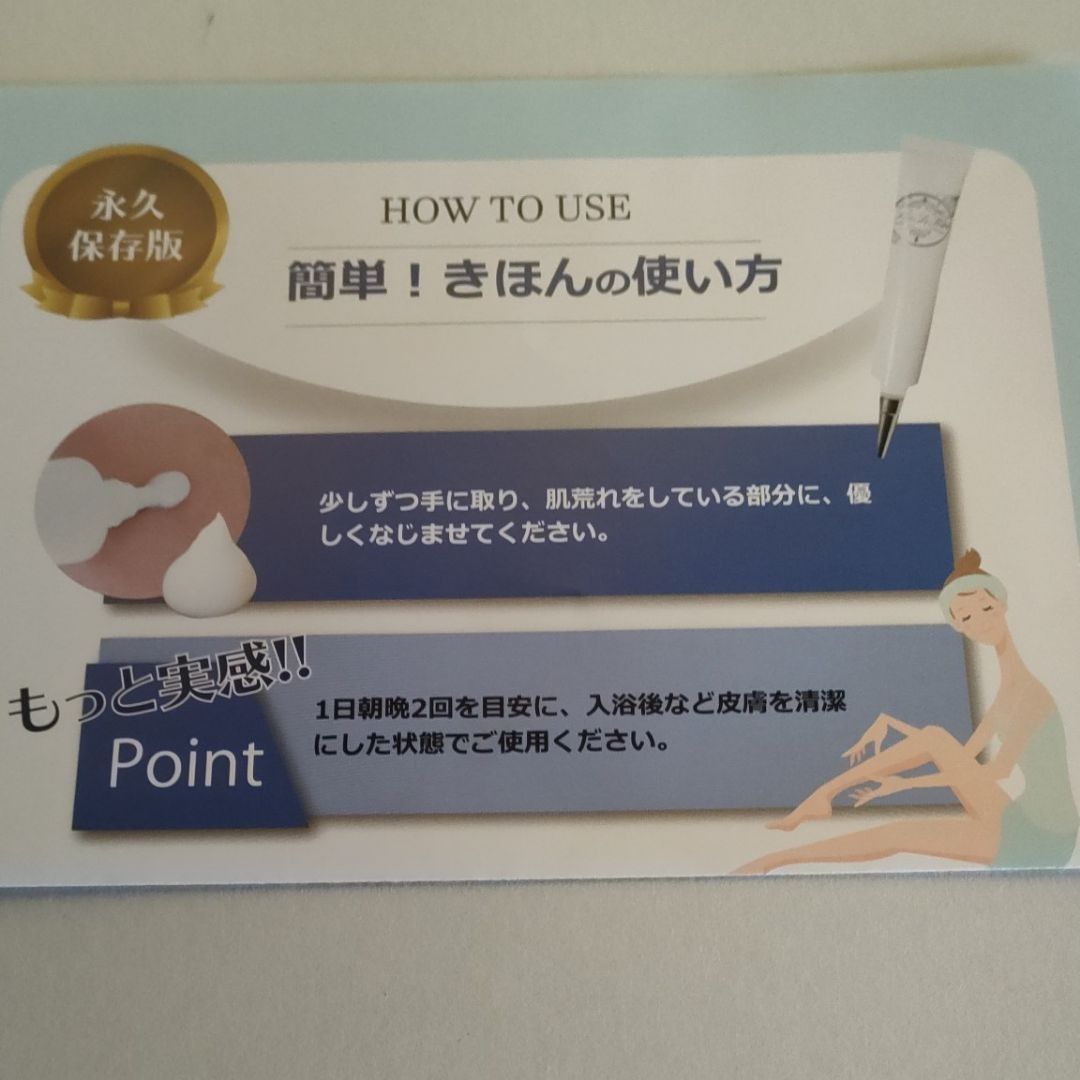 永久
保存版
HOW TO USE
簡単！きほんの使い方
少しずつ手に取り、肌荒れをしている部分に、優
しくなじませてください。
もっと実感!!
Point
1日朝晩2回を目安に、入浴後など皮膚を清潔
にした状態でご使用ください。